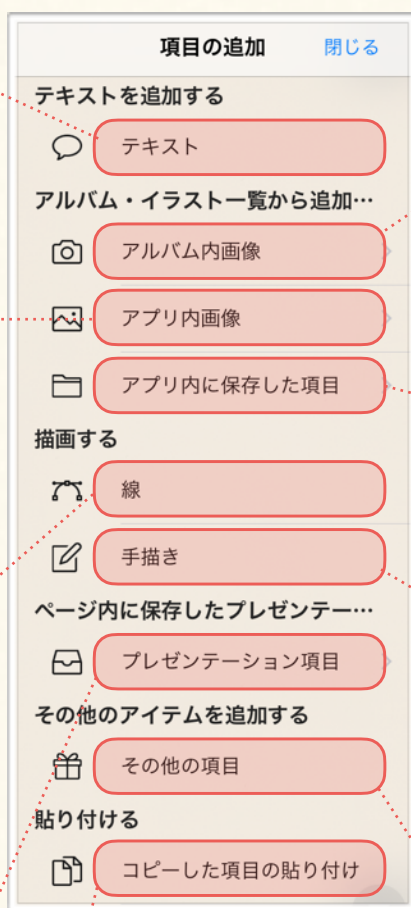 項目の追加 閉じる
テキストを追加する
テキスト
アルバム・イラスト一覧から追加…
アルバム内画像
アプリ内画像
アプリ内に保存した項目
描画する
線
手描き
ページ内に保存したプレゼンテー…
プレゼンテーション項目
その他のアイテムを追加する
その他の項目
貼り付ける
コピーした項目の貼り付け